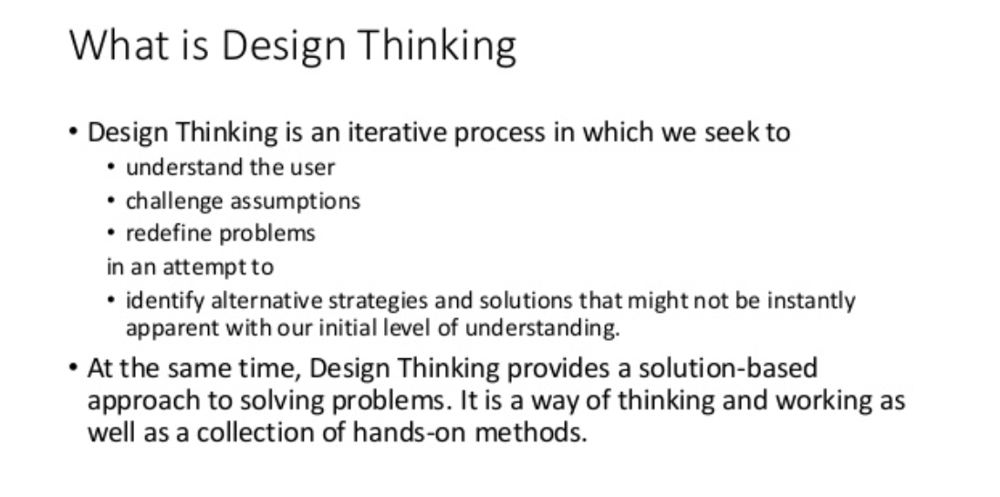 What is Design Thinking
• Design Thinking is an iterative process in which we seek to
• understand the user
• challenge assumptions
• redefine problems
in an attempt to
• identify alternative strategies and solutions that might not be instantly
apparent with our initial level of understanding.
• At the same time, Design Thinking provides a solution-based
approach to solving problems. It is a way of thinking and working as
well as a collection of hands-on methods.